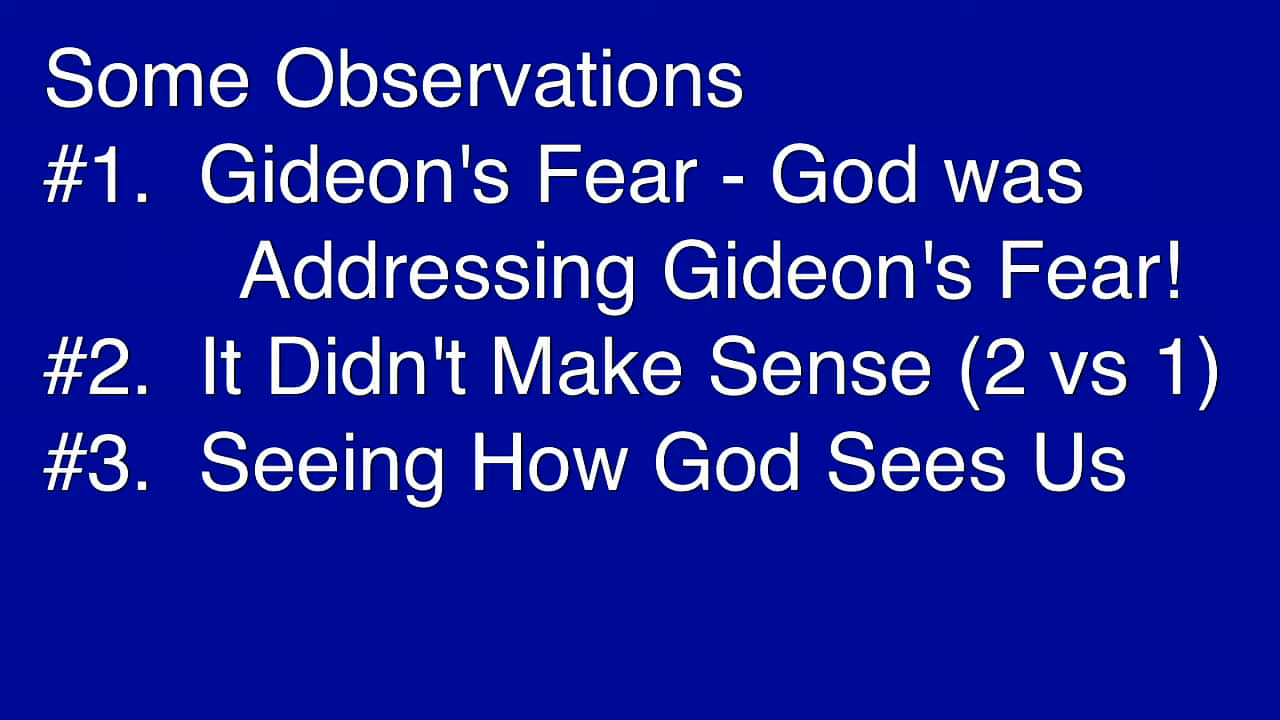 Some Observations
#1. Gideon's Fear - God was
Addressing Gideon's Fear!
#2. It Didn't Make Sense (2 vs 1)
#3. Seeing How God Sees Us